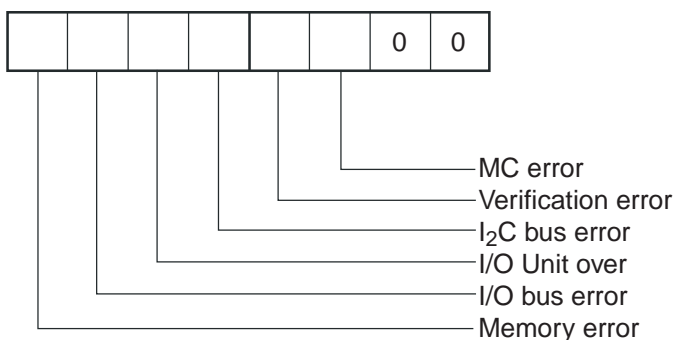 0 0
MC error
Verification error
I2C bus error
I/O Unit over
I/O bus error
Memory error